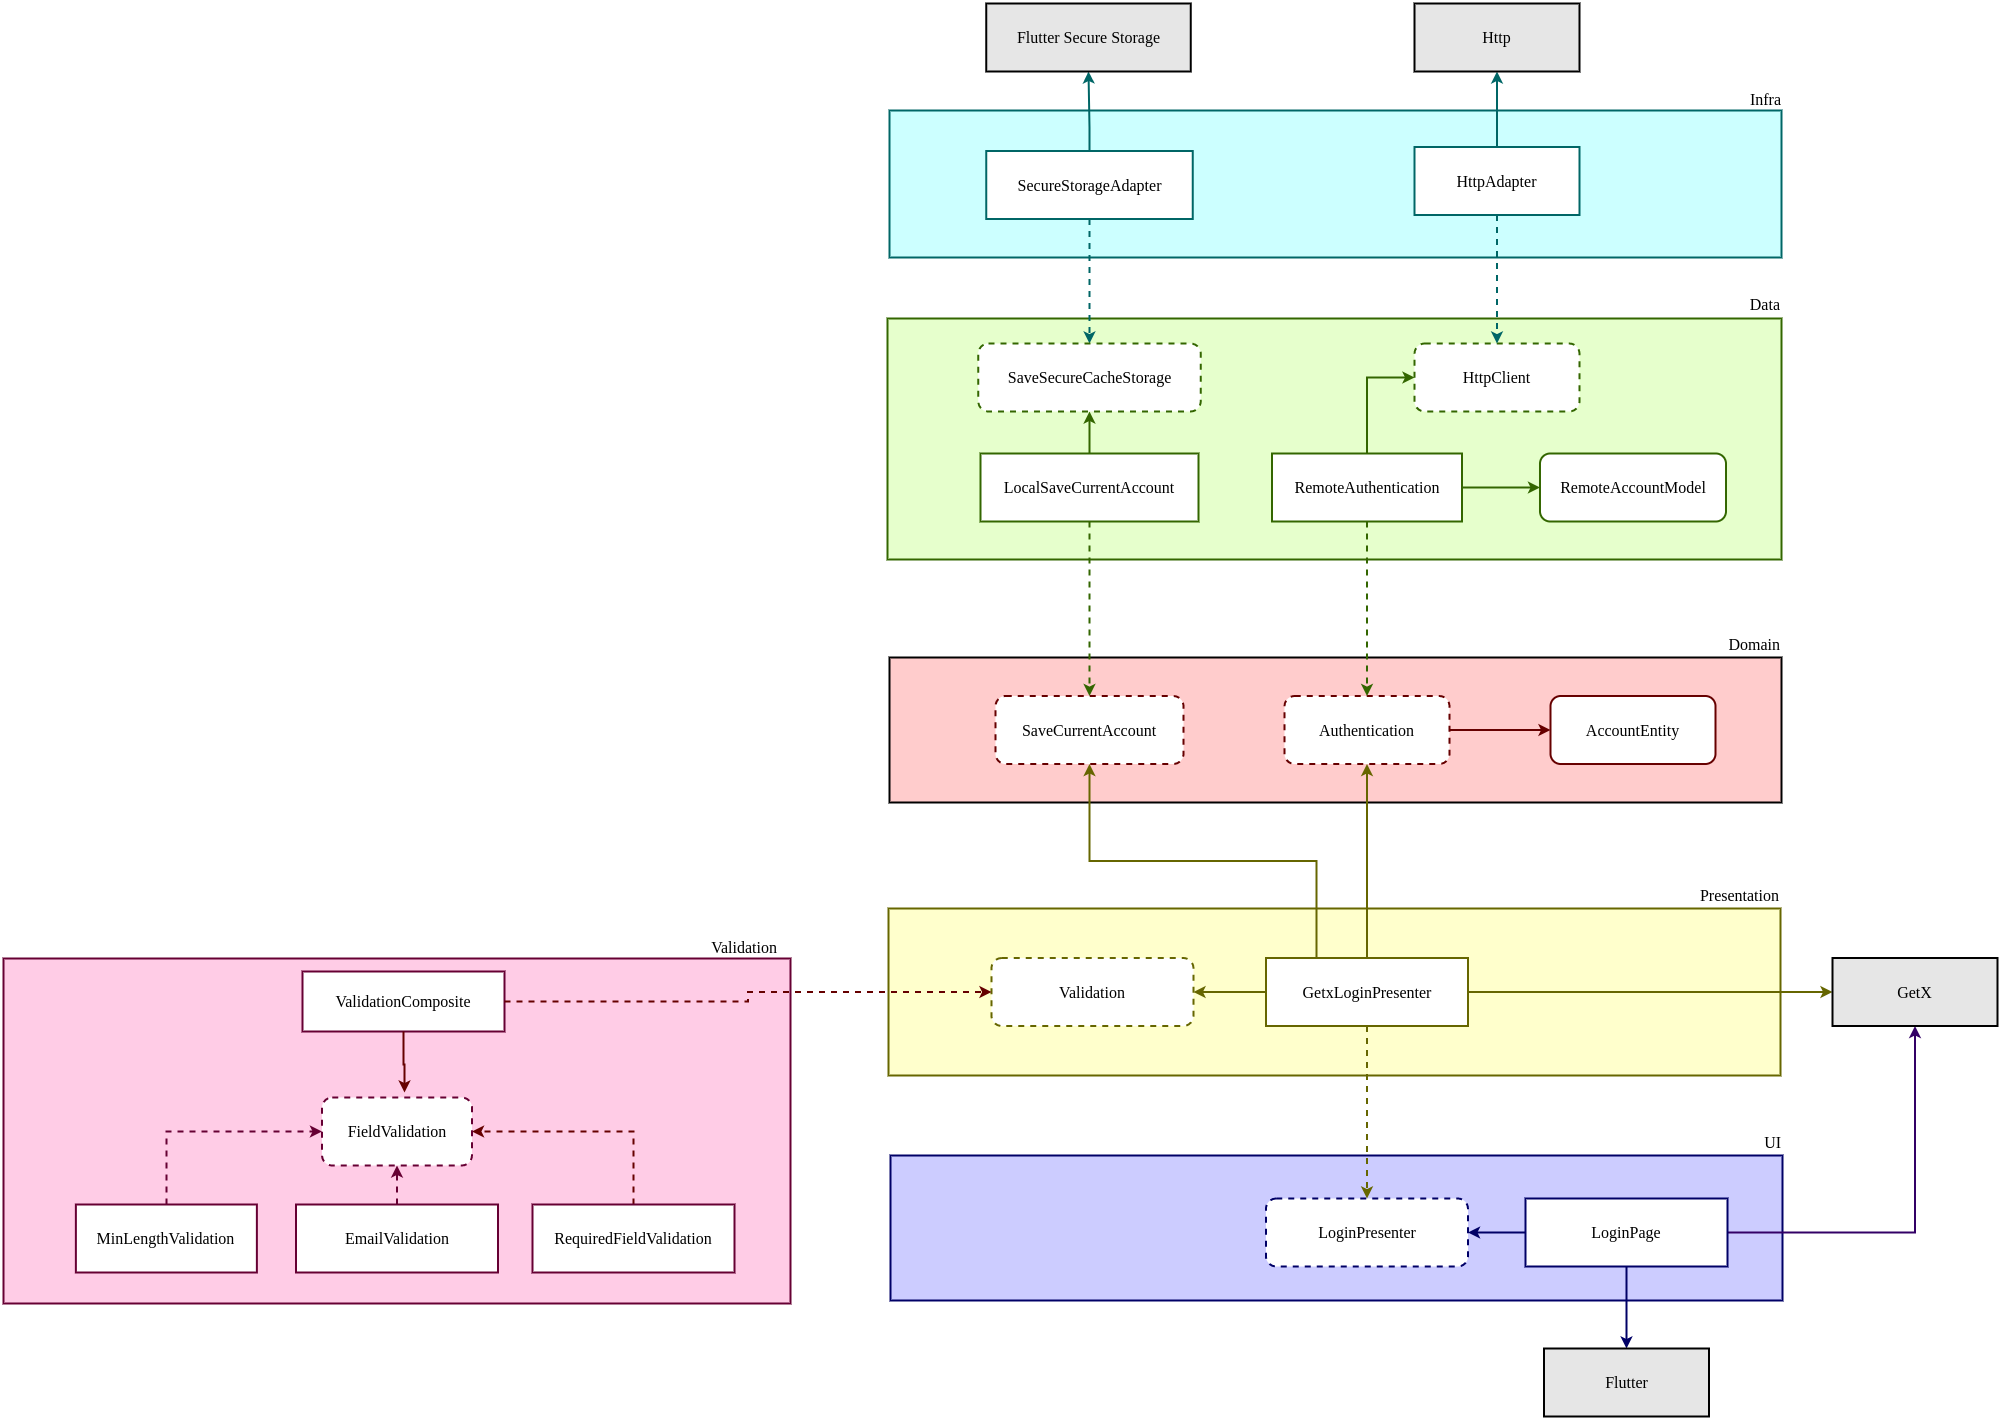 Flutter Secure Storage
Http
Infra
SecureStorageAdapter
HttpAdapter
Data
SaveSecureCacheStorage
HttpClient
LocalSaveCurrentAccount
RemoteAuthentication
RemoteAccountModel
Domain
SaveCurrentAccount
Authentication
AccountEntity
Presentation
Validation
ValidationComposite
Validation
GetxLoginPresenter
GetX
FieldValidation
UI
MinLengthValidation
EmailValidation
RequiredFieldValidation
LoginPresenter
LoginPage
Flutter